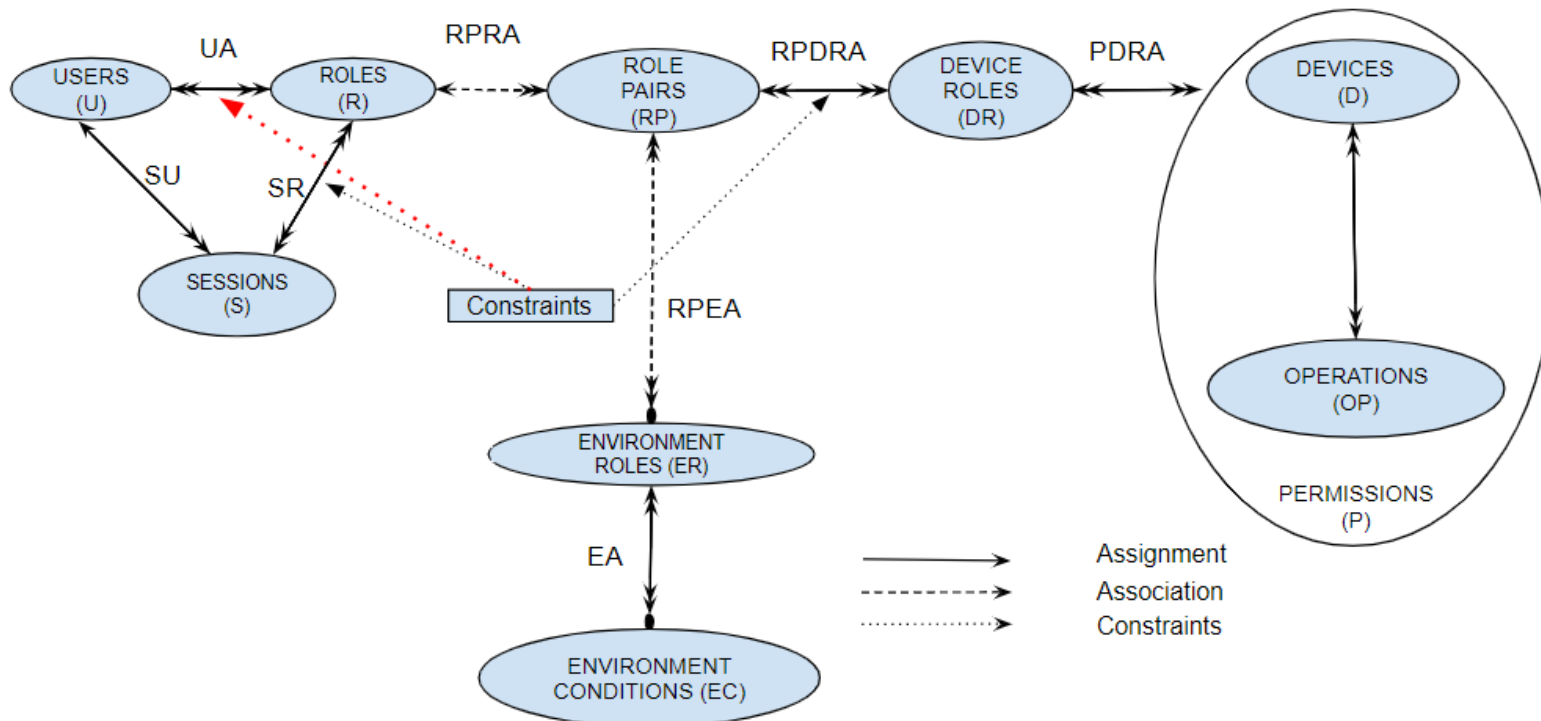 UA
RPRA
RPDRA
PDRA
USERS
(U)
ROLES
(R)
ROLE
PAIRS
(RP)
DEVICE
ROLES
(DR)
DEVICES
(D)
SU
SR
SESSIONS
(S)
Constraints
RPEA
OPERATIONS
(OP)
ENVIRONMENT
ROLES (ER)
PERMISSIONS
(P)
EA
Assignment
Association
Constraints
ENVIRONMENT
CONDITIONS (EC)